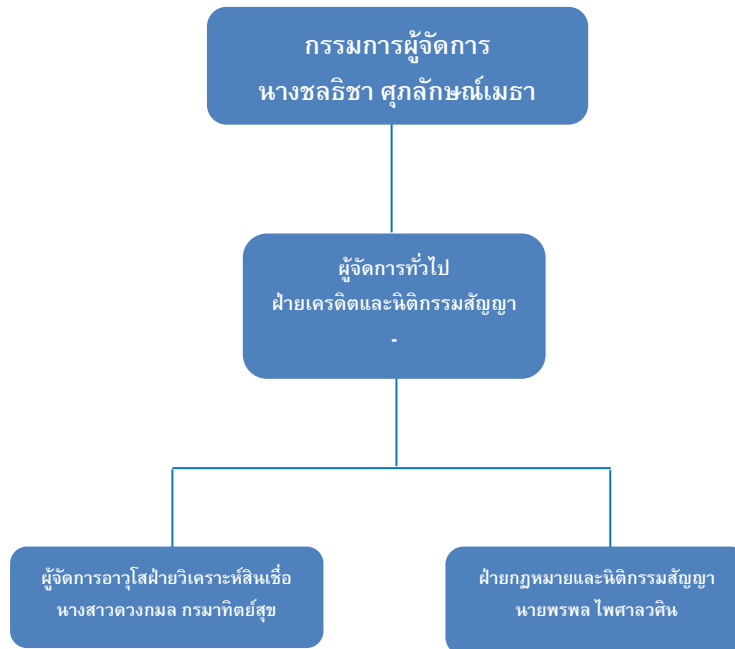 กรรมการผู้จัดการ
นางชลธิชา ศุภลักษณ์เมธา
ผู้จัดการทั่วไป
ฝ่ายเครดิตและนิติกรรมสัญญา
-
ผู้จัดการอาวุโสฝ่ายวิเคราะห์สินเชื่อ
นางสาวดวงกมล กรมาทิตย์สุข
ฝ่ายกฎหมายและนิติกรรมสัญญา
นายพรพล ไพศาลวศิน